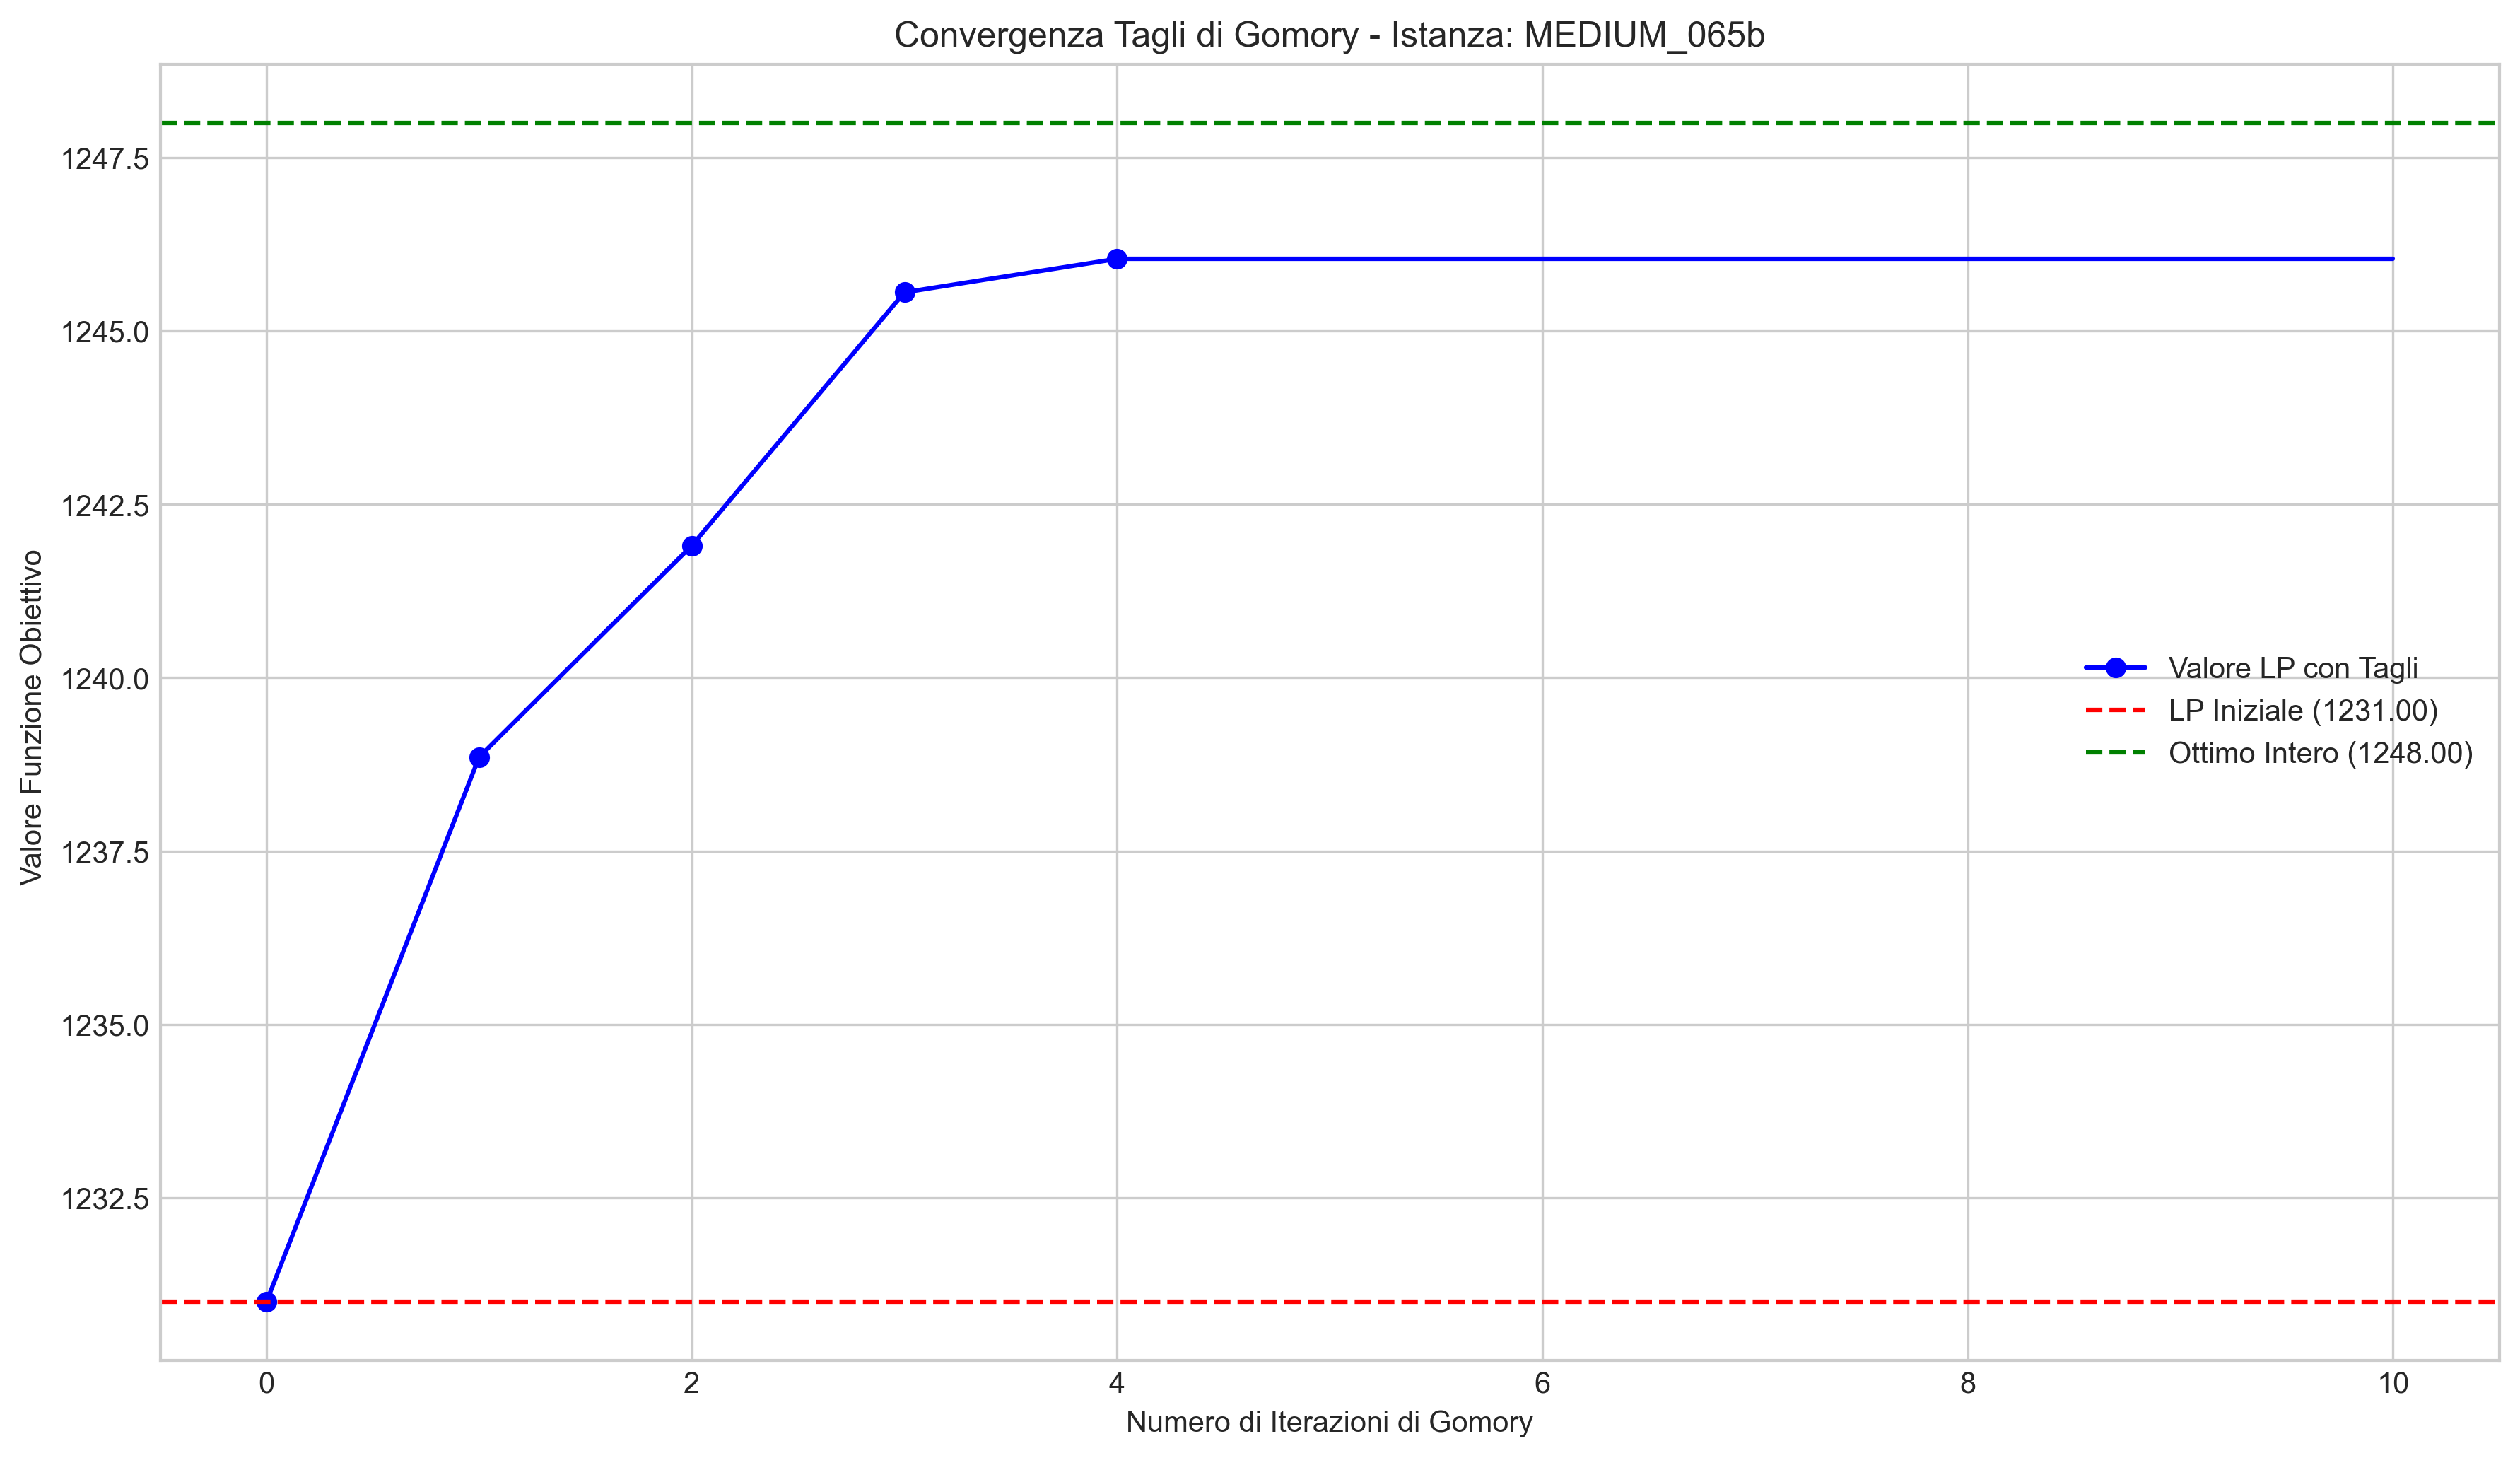 Convergenza Tagli di Gomory - Istanza: MEDIUM_065b
Valore Funzione Obiettivo
1247.5
1245.0
1242.5
1240.0
1237.5
1235.0
1232.5
Valore LP con Tagli
LP Iniziale (1231.00)
Ottimo Intero (1248.00)
0 2 4 6 8 10
Numero di Iterazioni di Gomory